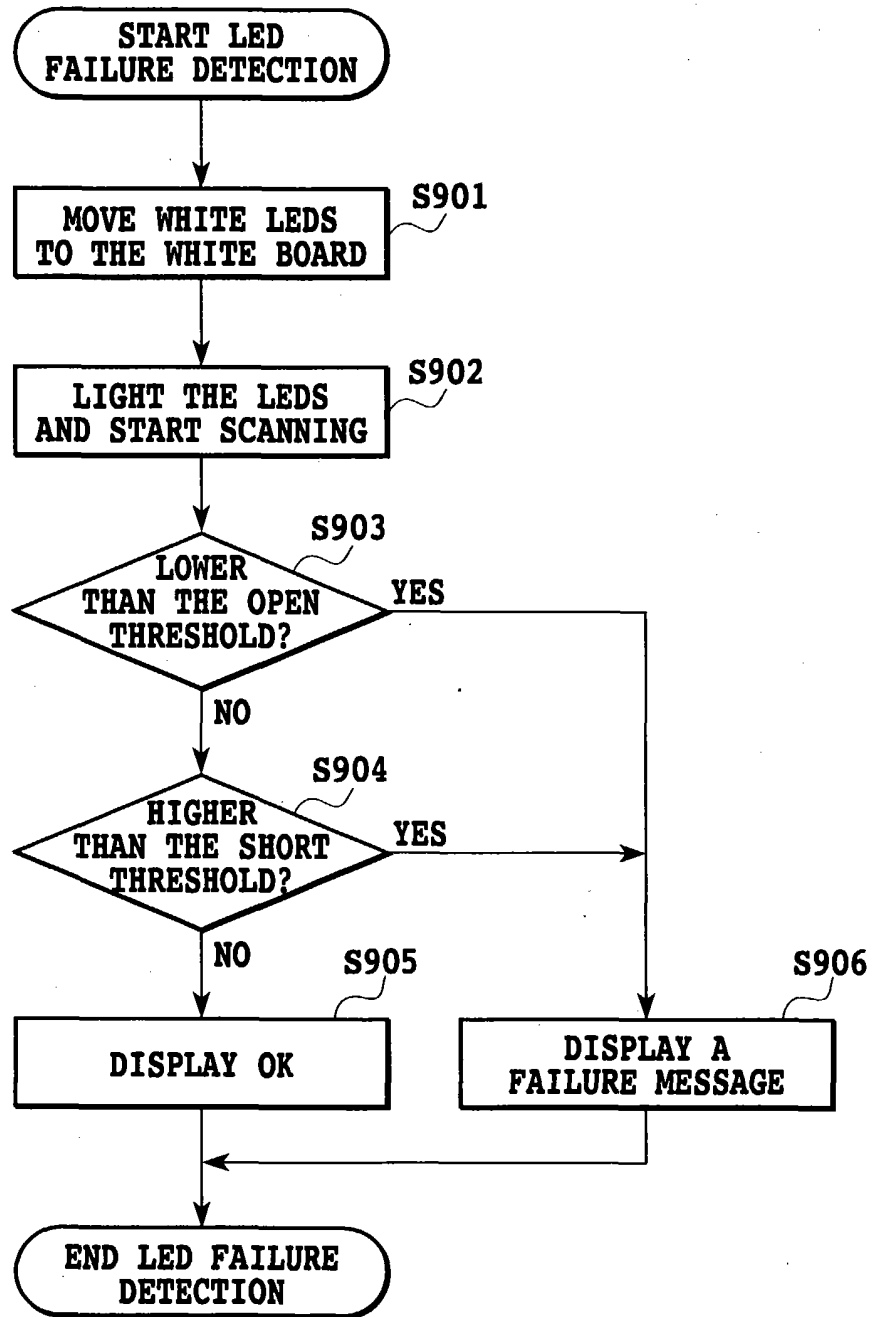 START LED
FAILURE DETECTION
S901
MOVE WHITE LEDS
TO THE WHITE BOARD
S902
LIGHT THE LEDS
AND START SCANNING
S903
LOWER
THAN THE OPEN
THRESHOLD?
YES
NO
S904
HIGHER
THAN THE SHORT
THRESHOLD?
YES
NO
S905
DISPLAY OK
S906
DISPLAY A
FAILURE MESSAGE
END LED FAILURE
DETECTION